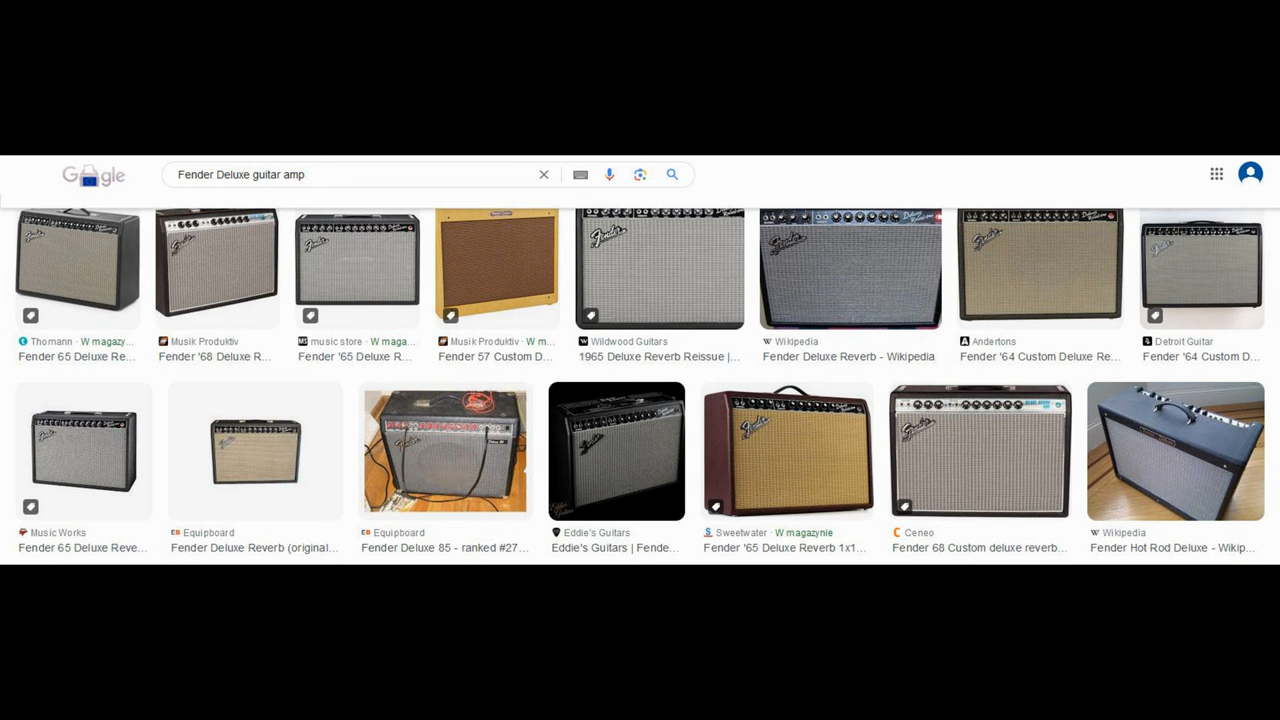 Google
Fender Deluxe guitar amp
Thomann · W magazy...
Fender 65 Deluxe Re...
Musik Produktiv
Fender '68 Deluxe R...
music store · W maga...
Fender '65 Deluxe R...
Musik Produktiv · W m...
Fender 57 Custom D...
Wildwood Guitars
1965 Deluxe Reverb Reissue |...
Wikipedia
Fender Deluxe Reverb - Wikipedia
Andertons
Fender '64 Custom Deluxe Re...
Detroit Guitar
Fender '64 Custom D...
Music Works
Fender 65 Deluxe Reve...
Equipboard
Fender Deluxe Reverb (original...
Equipboard
Fender Deluxe 85 - ranked #27...
Eddie's Guitars
Eddie's Guitars | Fende...
Sweetwater · W magazynie
Fender '65 Deluxe Reverb 1x1...
Ceneo
Fender 68 Custom deluxe reverb...
Wikipedia
Fender Hot Rod Deluxe - Wikip...